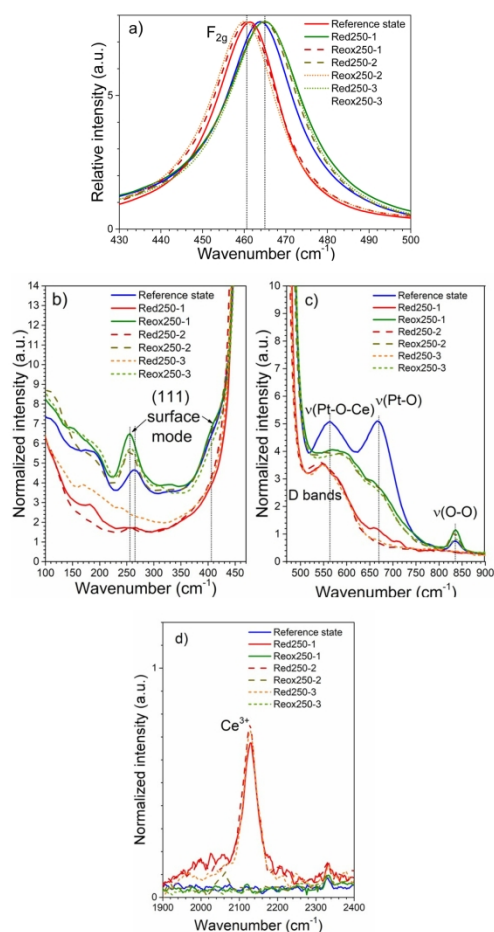 a)
F2g
Reference state
Red250-1
Reox250-1
Red250-2
Reox250-2
Red250-3
Reox250-3
Relative intensity (a.u.)
5
0
430 440 450 460 470 480 490 500
Wavenumber (cm-1)
b)
Reference state
Red250-1
Reox250-1
Red250-2
Reox250-2
Red250-3
Reox250-3
(111)
surface
mode
Normalized intensity (a.u.)
14
13
12
11
10
9
8
7
6
5
4
3
2
1
0
100 150 200 250 300 350 400 450
Wavenumber (cm-1)
c)
Reference state
Red250-1
Reox250-1
Red250-2
Reox250-2
Red250-3
Reox250-3
ν(Pt-O-Ce)
ν(Pt-O)
D bands
ν(O-O)
Normalized intensity (a.u.)
10
9
8
7
6
5
4
3
2
1
0
500 550 600 650 700 750 800 850 900
Wavenumber (cm-1)
d)
Reference state
Red250-1
Reox250-1
Red250-2
Reox250-2
Red250-3
Reox250-3
Ce3+
Normalized intensity (a.u.)
1
0
1900 2000 2100 2200 2300 2400
Wavenumber (cm-1)